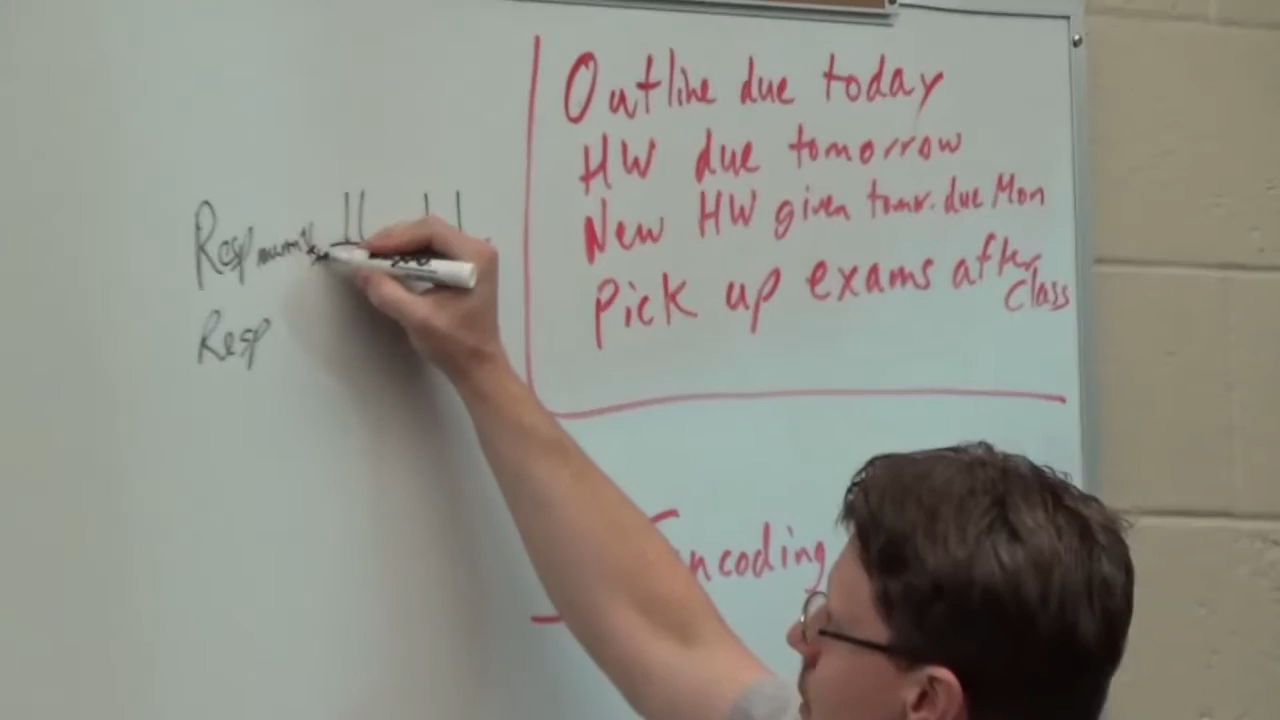 Resp
Resp
Outline due today
HW due tomorrow
New HW given tomr. due Mon
Pick up exams after
Class
Encoding